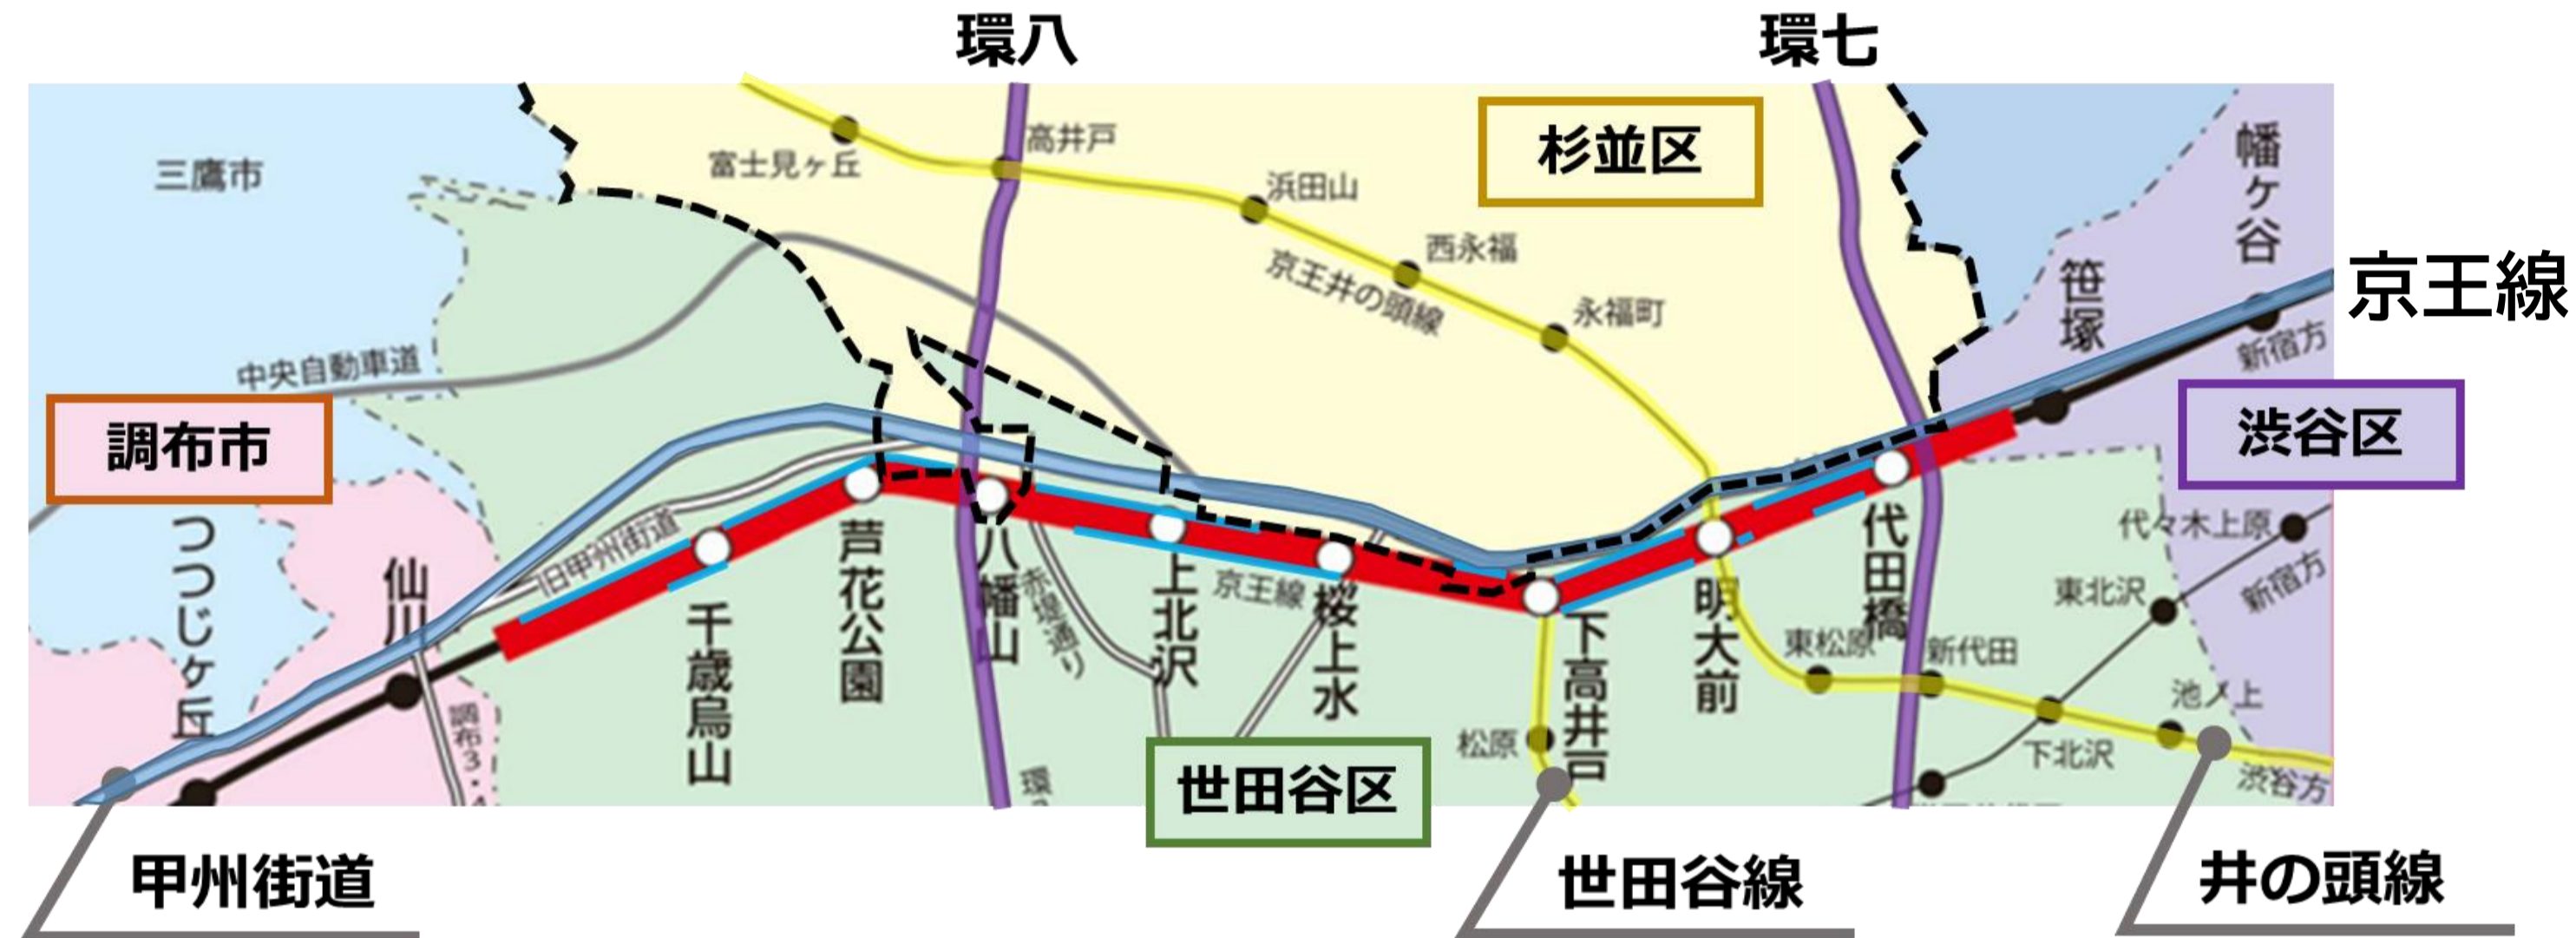 環八
環七
三鷹市
富士見ヶ丘
高井戸
浜田山
西永福
永福町
京王井の頭線
杉並区
幡ヶ谷
笹塚
京王線
新宿方
中央自動車道
調布市
渋谷区
つつじヶ丘
仙川
旧甲州街道
千歳烏山
芦花公園
八幡山
赤堤通り
上北沢
京王線
桜上水
下高井戸
明大前
代田橋
代々木上原
東北沢
新宿方
東松原
新代田
池ノ上
下北沢
渋谷方
松原
調布3・4
環
世田谷区
甲州街道
世田谷線
井の頭線